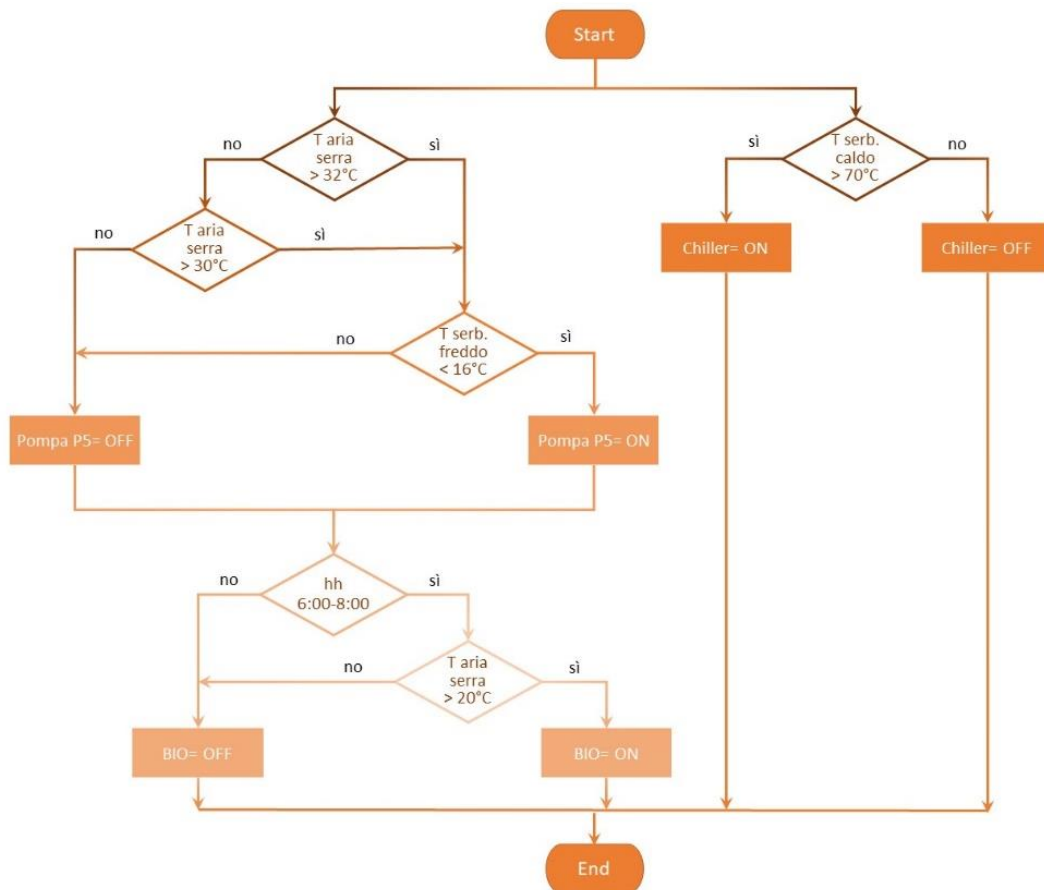 Start
no
T aria
serra
> 32°C
sì
sì
T serb.
caldo
> 70°C
no
no
T aria
serra
> 30°C
sì
Chiller= ON
Chiller= OFF
no
T serb.
freddo
< 16°C
sì
Pompa P5= OFF
Pompa P5= ON
no
hh
6:00-8:00
sì
no
T aria
serra
> 20°C
sì
BIO= OFF
BIO= ON
End